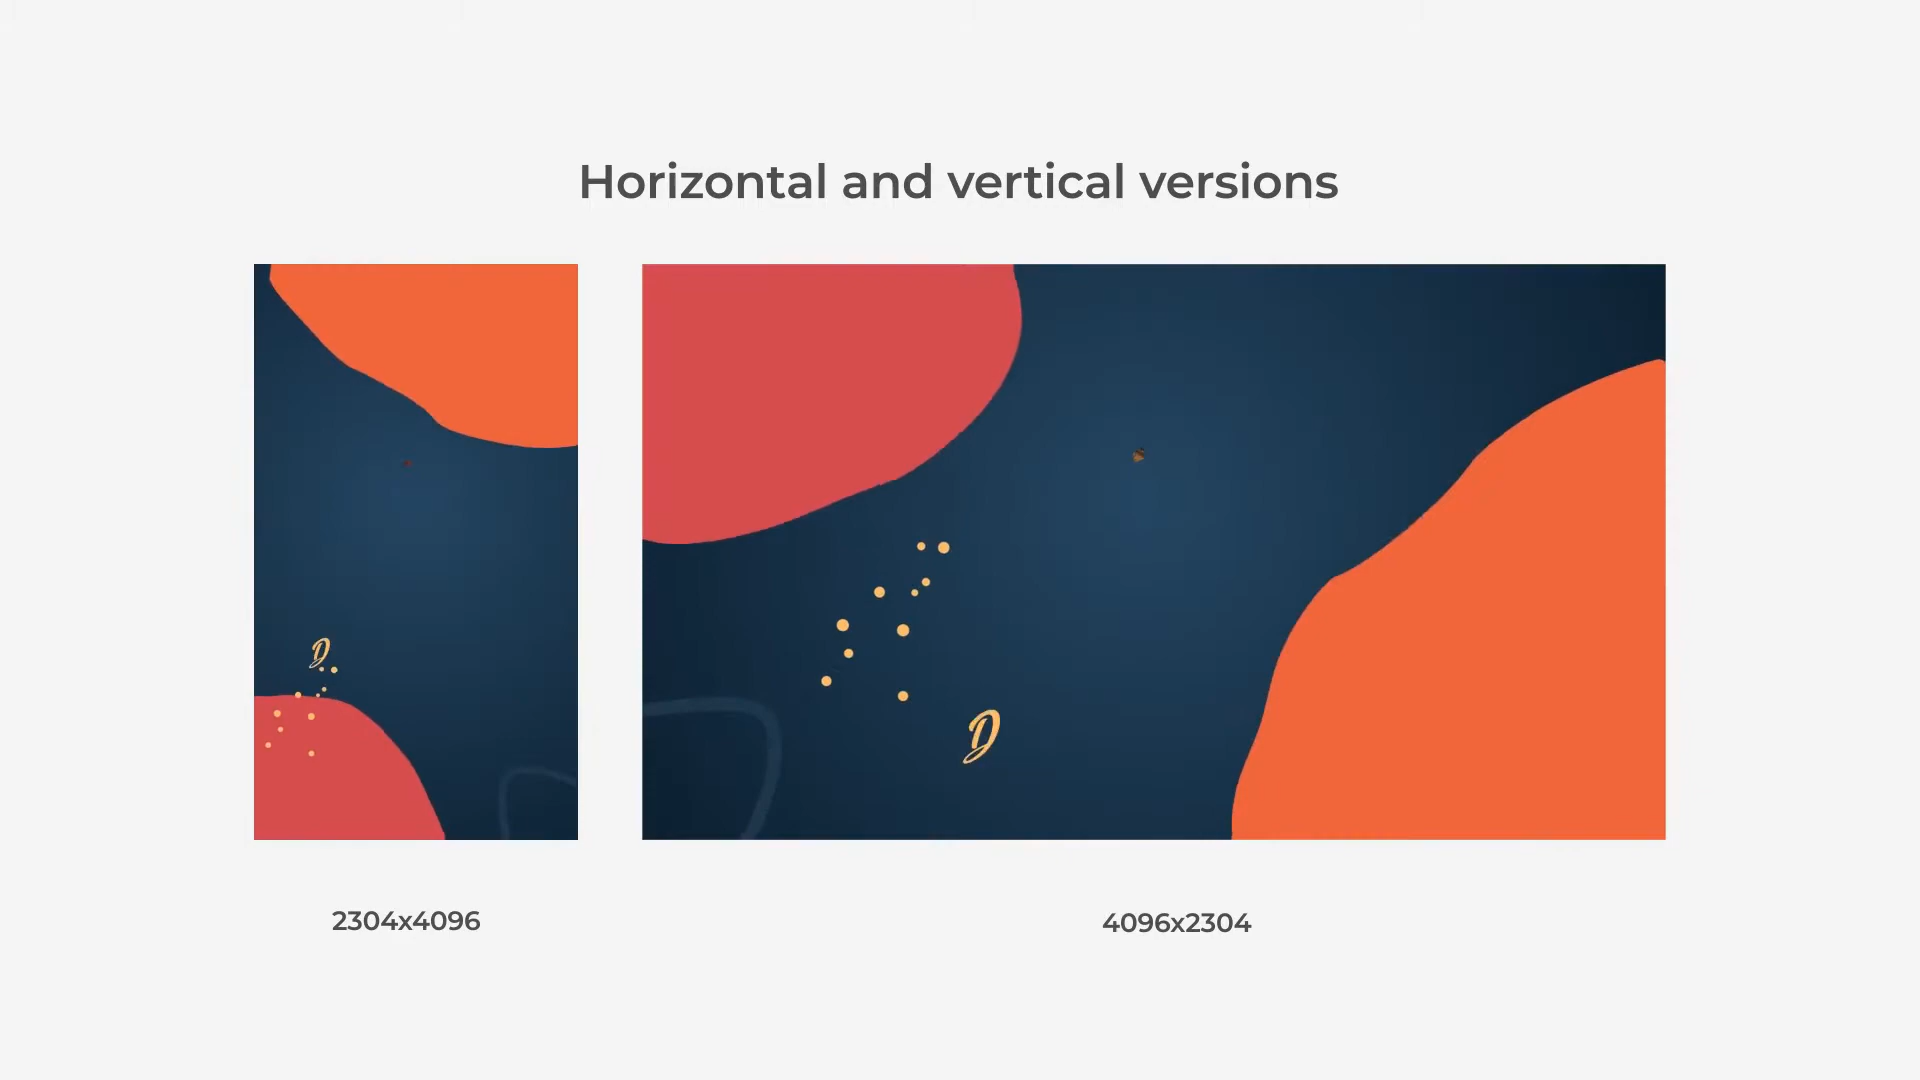 Horizontal and vertical versions
D
D
2304x4096
4096x2304